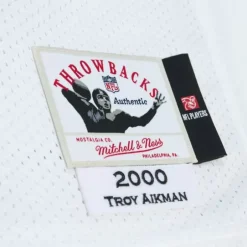 THROWBACKS
NFL
Authentic
NOSTALGIA CO.
Mitchell & Ness
PHILADELPHIA, PA.
NFL PLAYERS
2000
TROY AIKMAN